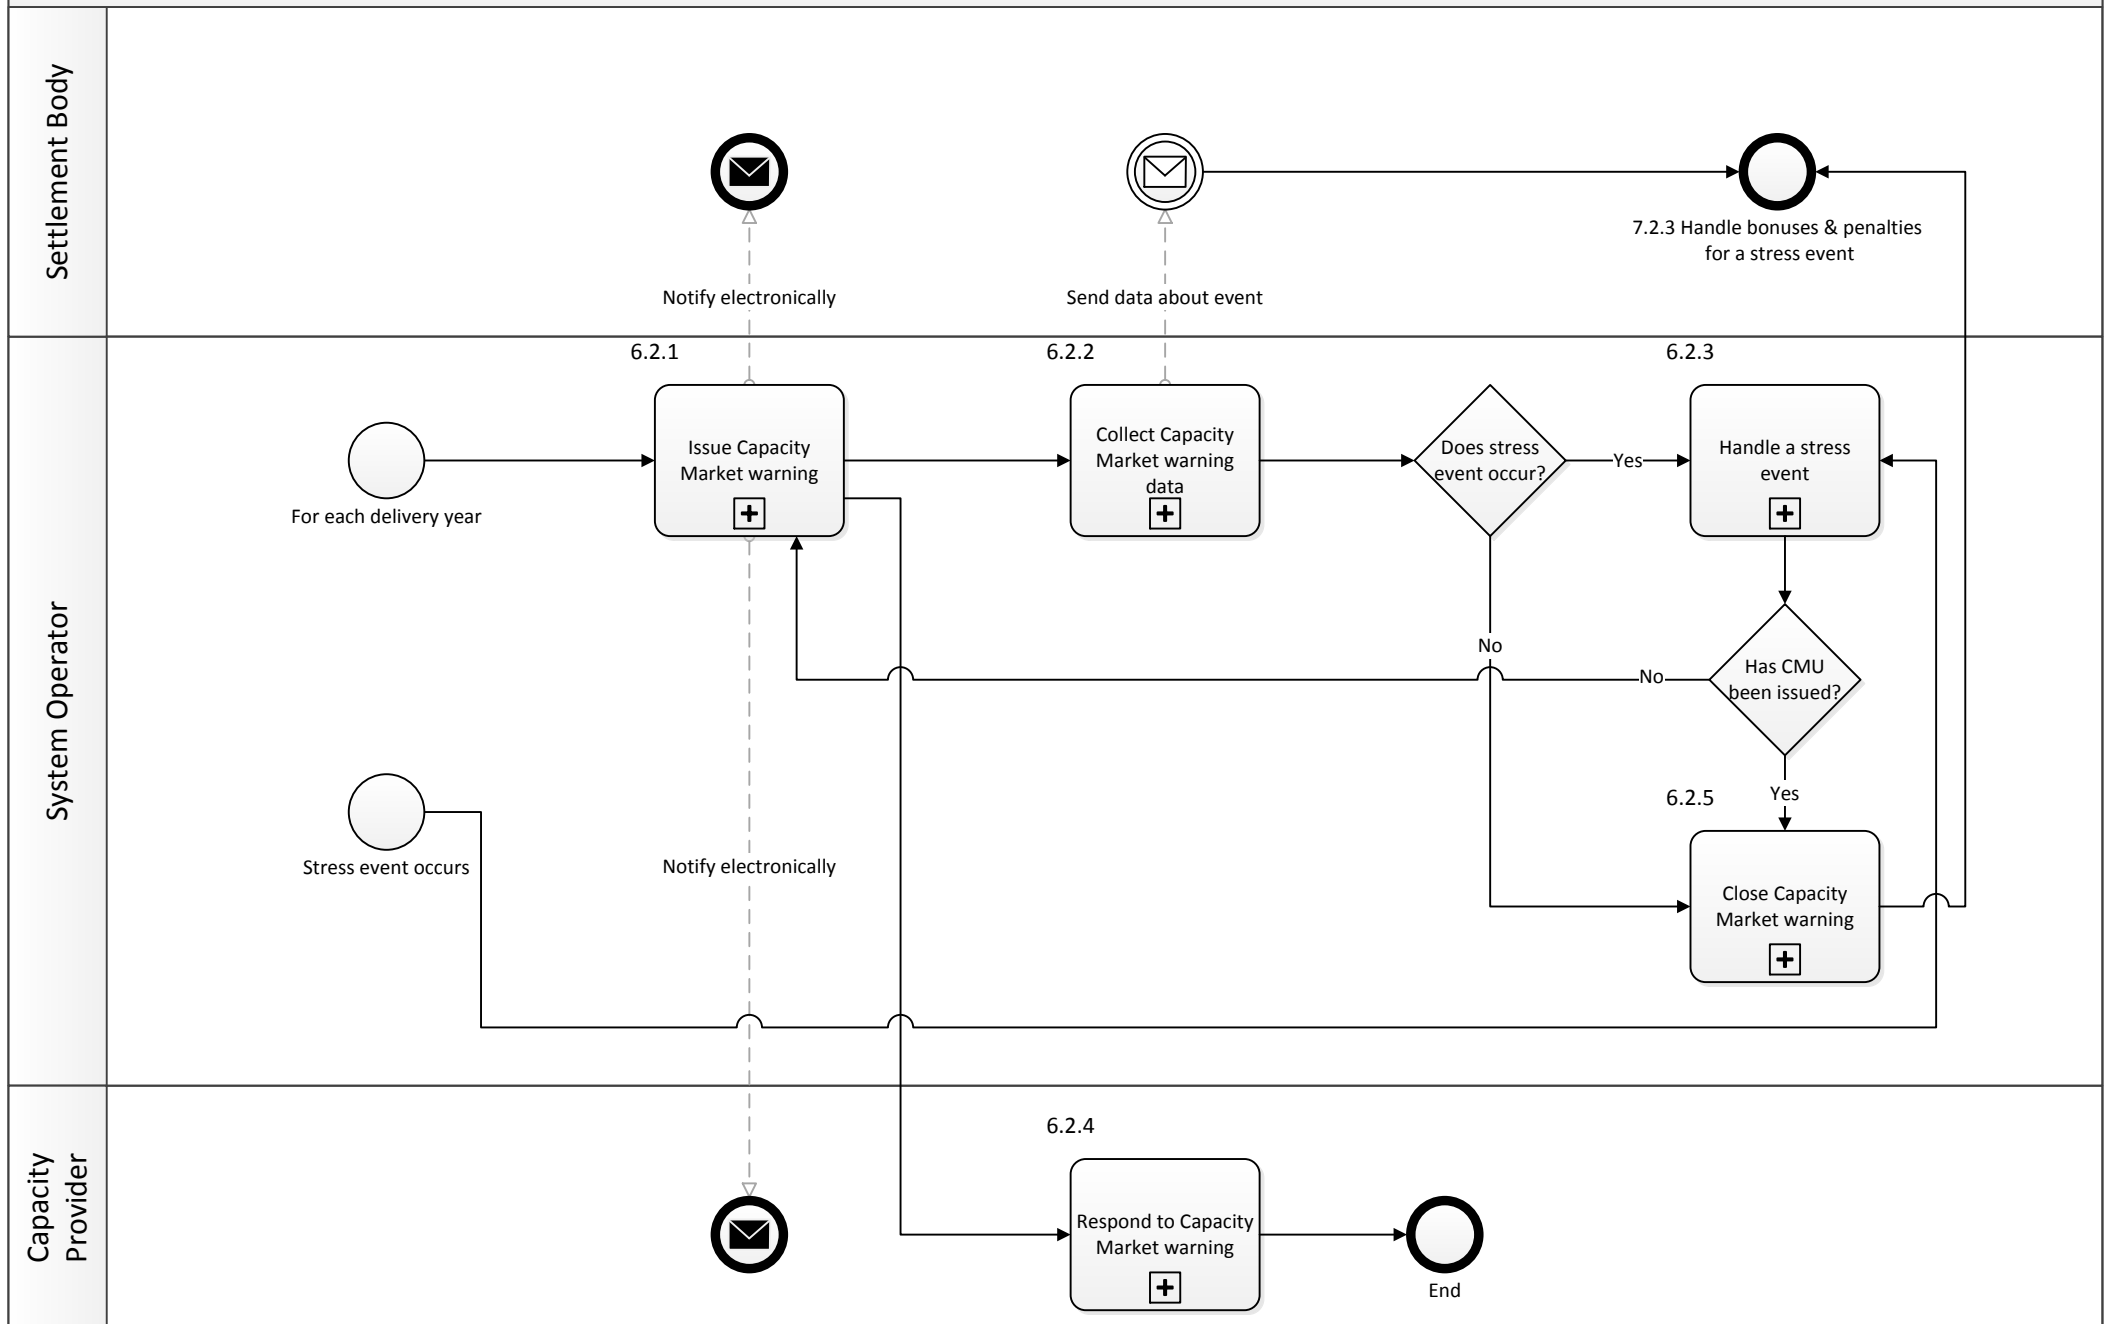 Settlement Body
7.2.3 Handle bonuses & penalties
for a stress event
Notify electronically
Send data about event
System Operator
6.2.1
6.2.2
6.2.3
Issue Capacity
Market warning
Collect Capacity
Market warning
data
Does stress
event occur?
Yes
Handle a stress
event
For each delivery year
No
No
Has CMU
been issued?
Yes
6.2.5
Stress event occurs
Notify electronically
Close Capacity
Market warning
Capacity
Provider
6.2.4
Respond to Capacity
Market warning
End